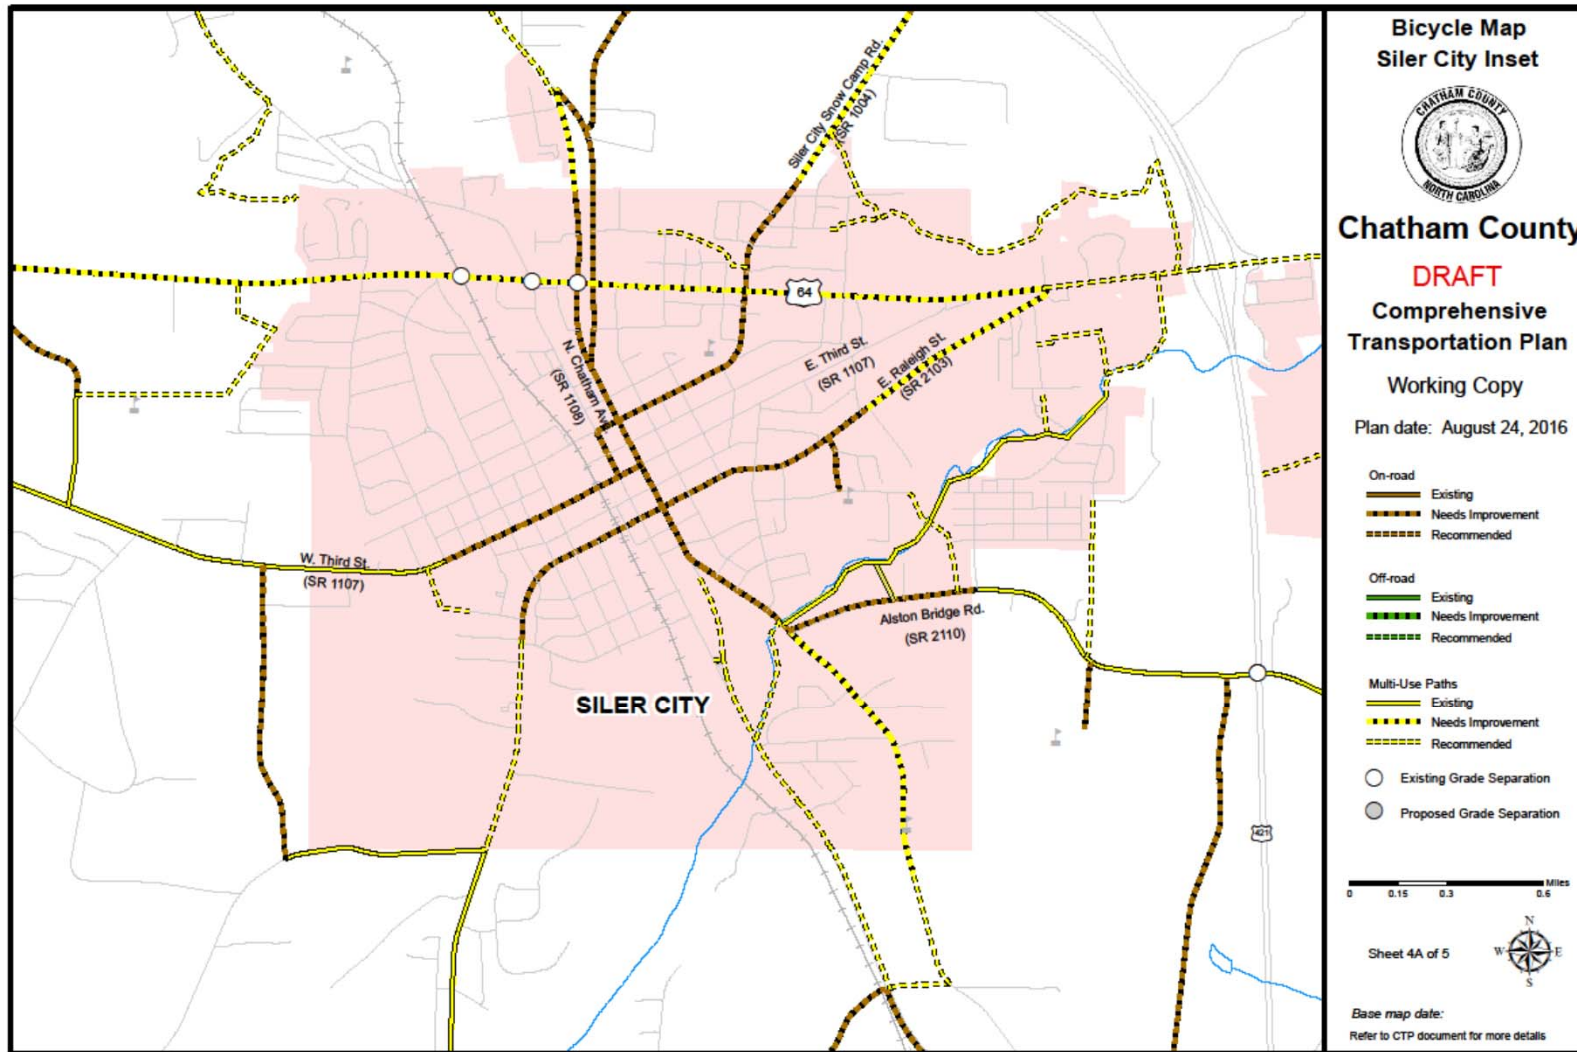 Bicycle Map
Siler City Inset
CHATHAM COUNTY
NORTH CAROLINA
Chatham County
DRAFT
Comprehensive
Transportation Plan
Working Copy
Plan date: August 24, 2016
On-road
Existing
Needs Improvement
Recommended
Off-road
Existing
Needs Improvement
Recommended
Multi-Use Paths
Existing
Needs Improvement
Recommended
Existing Grade Separation
Proposed Grade Separation
Miles
0 0.15 0.3 0.6
N
W E
S
Sheet 4A of 5
Base map date:
Refer to CTP document for more details
Siler City Snow Camp Rd.
(SR 1004)
64
N. Chatham Av.
(SR 1108)
E. Third St.
(SR 1107)
E. Raleigh St.
(SR 2103)
W. Third St.
(SR 1107)
Alston Bridge Rd.
(SR 2110)
SILER CITY
421